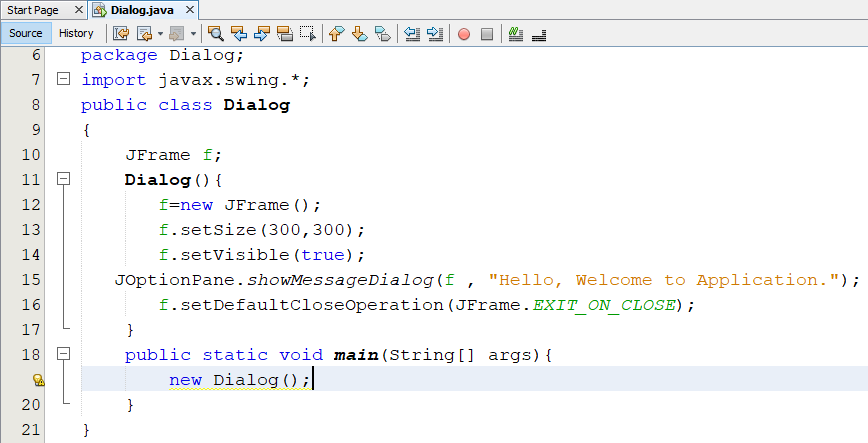 Start Page Dialog.java
Source History
6 package Dialog;
7 import javax.swing.*;
8 public class Dialog
9 {
10 JFrame f;
11 Dialog(){
12 f=new JFrame();
13 f.setSize(300,300);
14 f.setVisible(true);
15 JOptionPane.showMessageDialog(f , "Hello, Welcome to Application.");
16 f.setDefaultCloseOperation(JFrame.EXIT_ON_CLOSE);
17 }
18 public static void main(String[] args){
new Dialog();
20 }
21 }